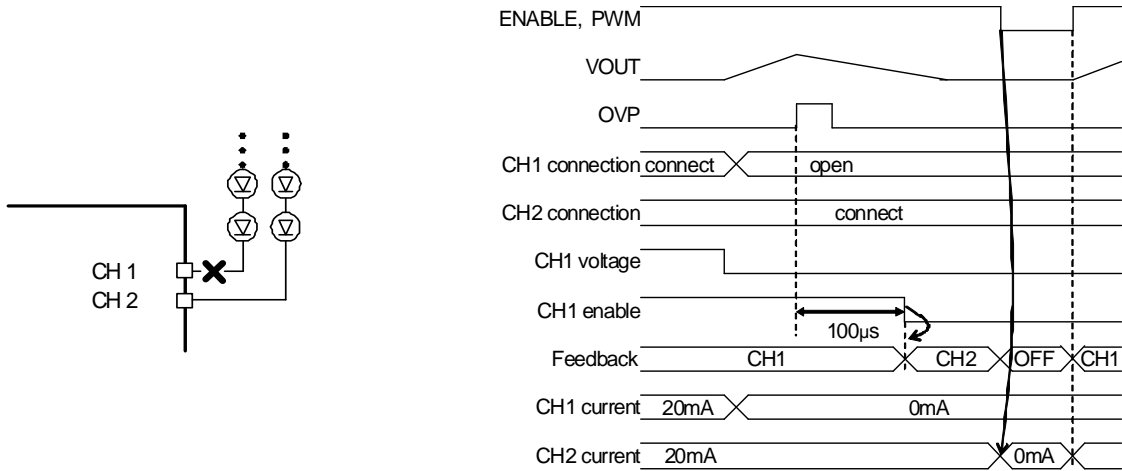 CH 1
CH 2
ENABLE, PWM
VOUT
OVP
CH1 connection connect open
CH2 connection connect
CH1 voltage
CH1 enable
100µs
Feedback CH1 CH2 OFF CH1
CH1 current 20mA 0mA
CH2 current 20mA 0mA